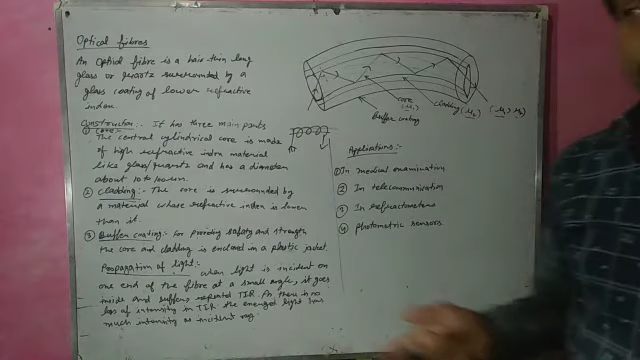 Optical fibres
An Optical fibre is a hair thin long
glass or quartz surrounded by a
glass coating of lower refractive
index.
Construction:- It has three main parts
① Core:-
The central cylindrical core is made
of high refractive index material
like glass/quartz and has a diameter
about 10 to 100um.
② Cladding:- The core is surrounded by
a material whose refractive index is lower
than it.
③ Buffer coating:- For providing safety and strength
the core and cladding is enclosed in a plastic jacket.
Propagation of light:-
when light is incident on
one end of the fibre at a small angle, it goes
inside and suffers repeated TIR. As there is no
loss of intensity in TIR the emerged light has
much intensity as incident ray
core
(μ₁)
cladding (μ₂)
(μ₁ > μ₂)
Buffer coating
Applications:-
① In medical examination
② In telecommunication
③ In refractometers
④ Photometric sensors